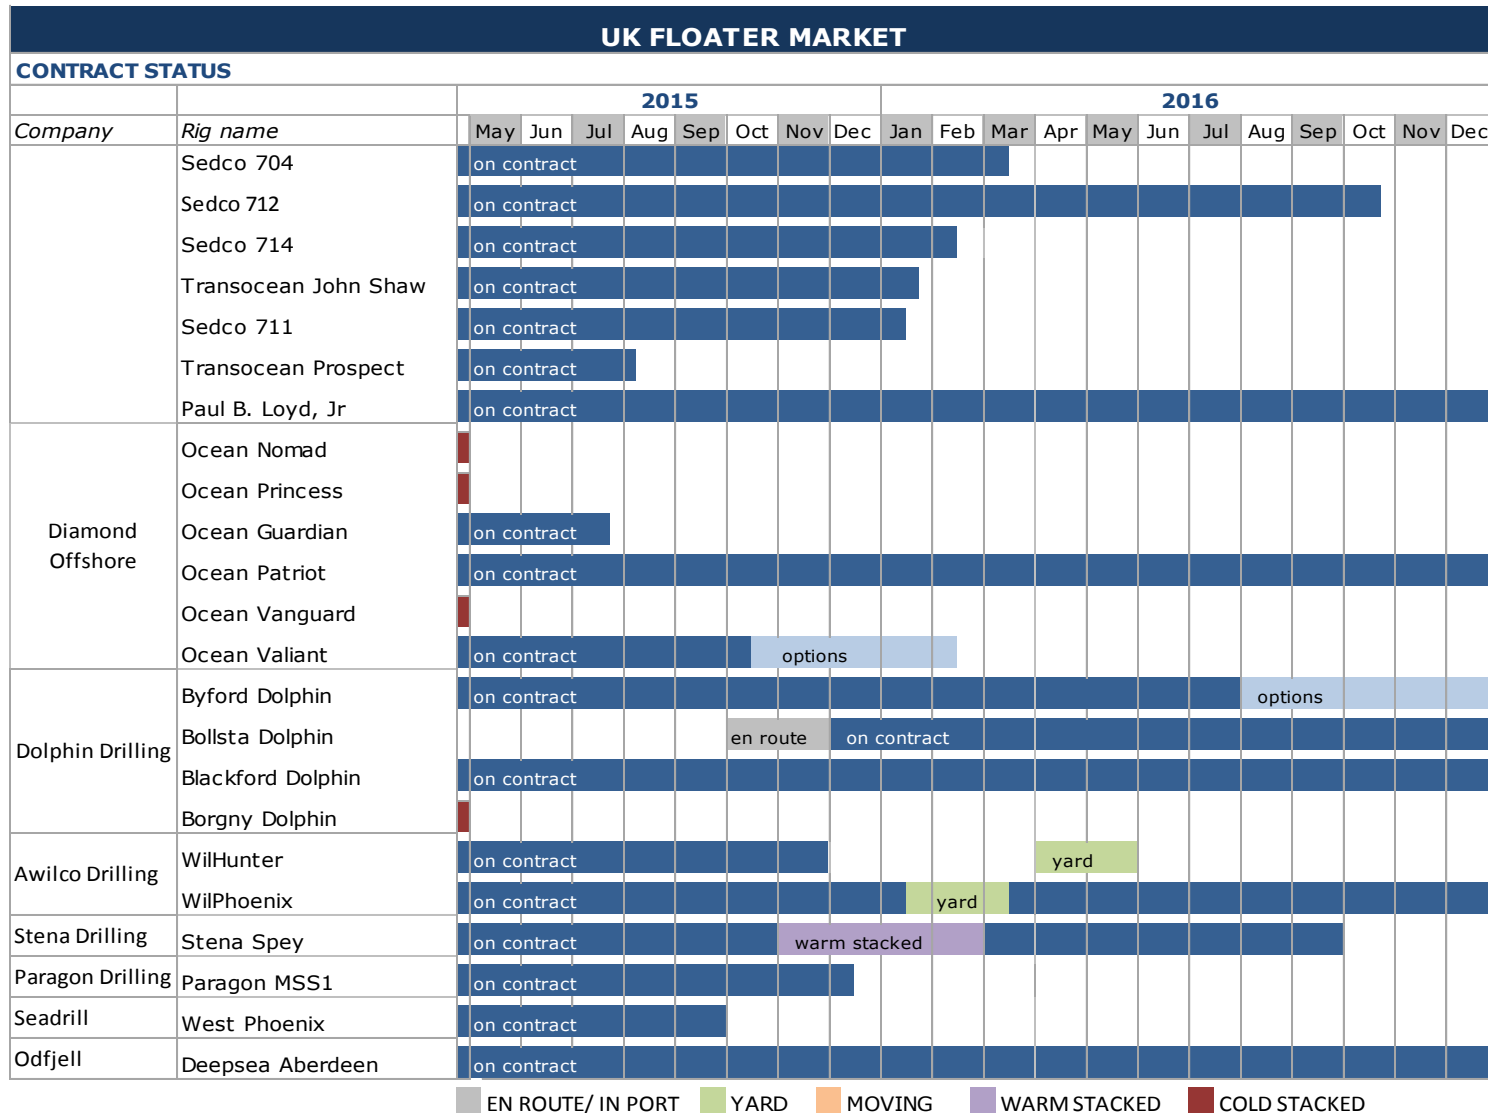 UK FLOATER MARKET
CONTRACT STATUS
2015 2016
Company Rig name May Jun Jul Aug Sep Oct Nov Dec Jan Feb Mar Apr May Jun Jul Aug Sep Oct Nov Dec
Sedco 704 on contract
Sedco 712 on contract
Sedco 714 on contract
Transocean John Shaw on contract
Sedco 711 on contract
Transocean Prospect on contract
Paul B. Loyd, Jr on contract
Diamond Offshore
Ocean Nomad
Ocean Princess
Ocean Guardian on contract
Ocean Patriot on contract
Ocean Vanguard
Ocean Valiant on contract options
Dolphin Drilling
Byford Dolphin on contract options
Bollsta Dolphin en route on contract
Blackford Dolphin on contract
Borgny Dolphin
Awilco Drilling
WilHunter on contract yard
WilPhoenix on contract yard
Stena Drilling Stena Spey on contract warm stacked
Paragon Drilling Paragon MSS1 on contract
Seadrill West Phoenix on contract
Odfjell Deepsea Aberdeen on contract
EN ROUTE/ IN PORT YARD MOVING WARM STACKED COLD STACKED